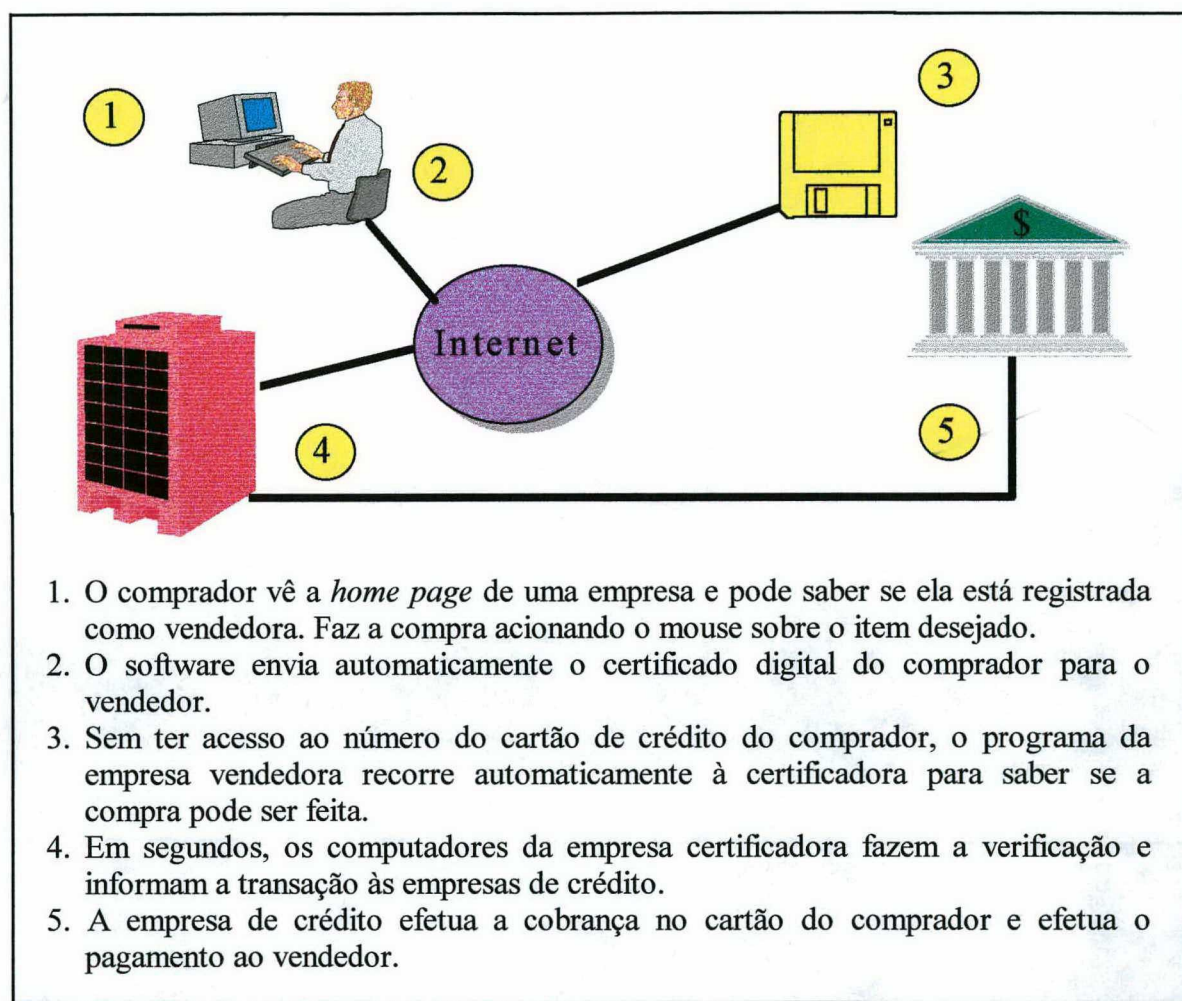 1
3
2
$
Internet
5
4
1. O comprador vê a home page de uma empresa e pode saber se ela está registrada
como vendedora. Faz a compra acionando o mouse sobre o item desejado.
2. O software envia automaticamente o certificado digital do comprador para o
vendedor.
3. Sem ter acesso ao número do cartão de crédito do comprador, o programa da
empresa vendedora recorre automaticamente à certificadora para saber se a
compra pode ser feita.
4. Em segundos, os computadores da empresa certificadora fazem a verificação e
informam a transação às empresas de crédito.
5. A empresa de crédito efetua a cobrança no cartão do comprador e efetua o
pagamento ao vendedor.